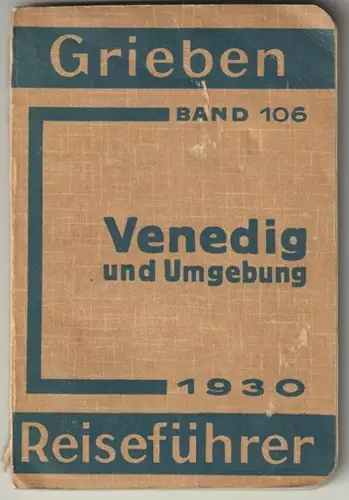 Grieben
BAND 106
Venedig
und Umgebung
1930
Reiseführer